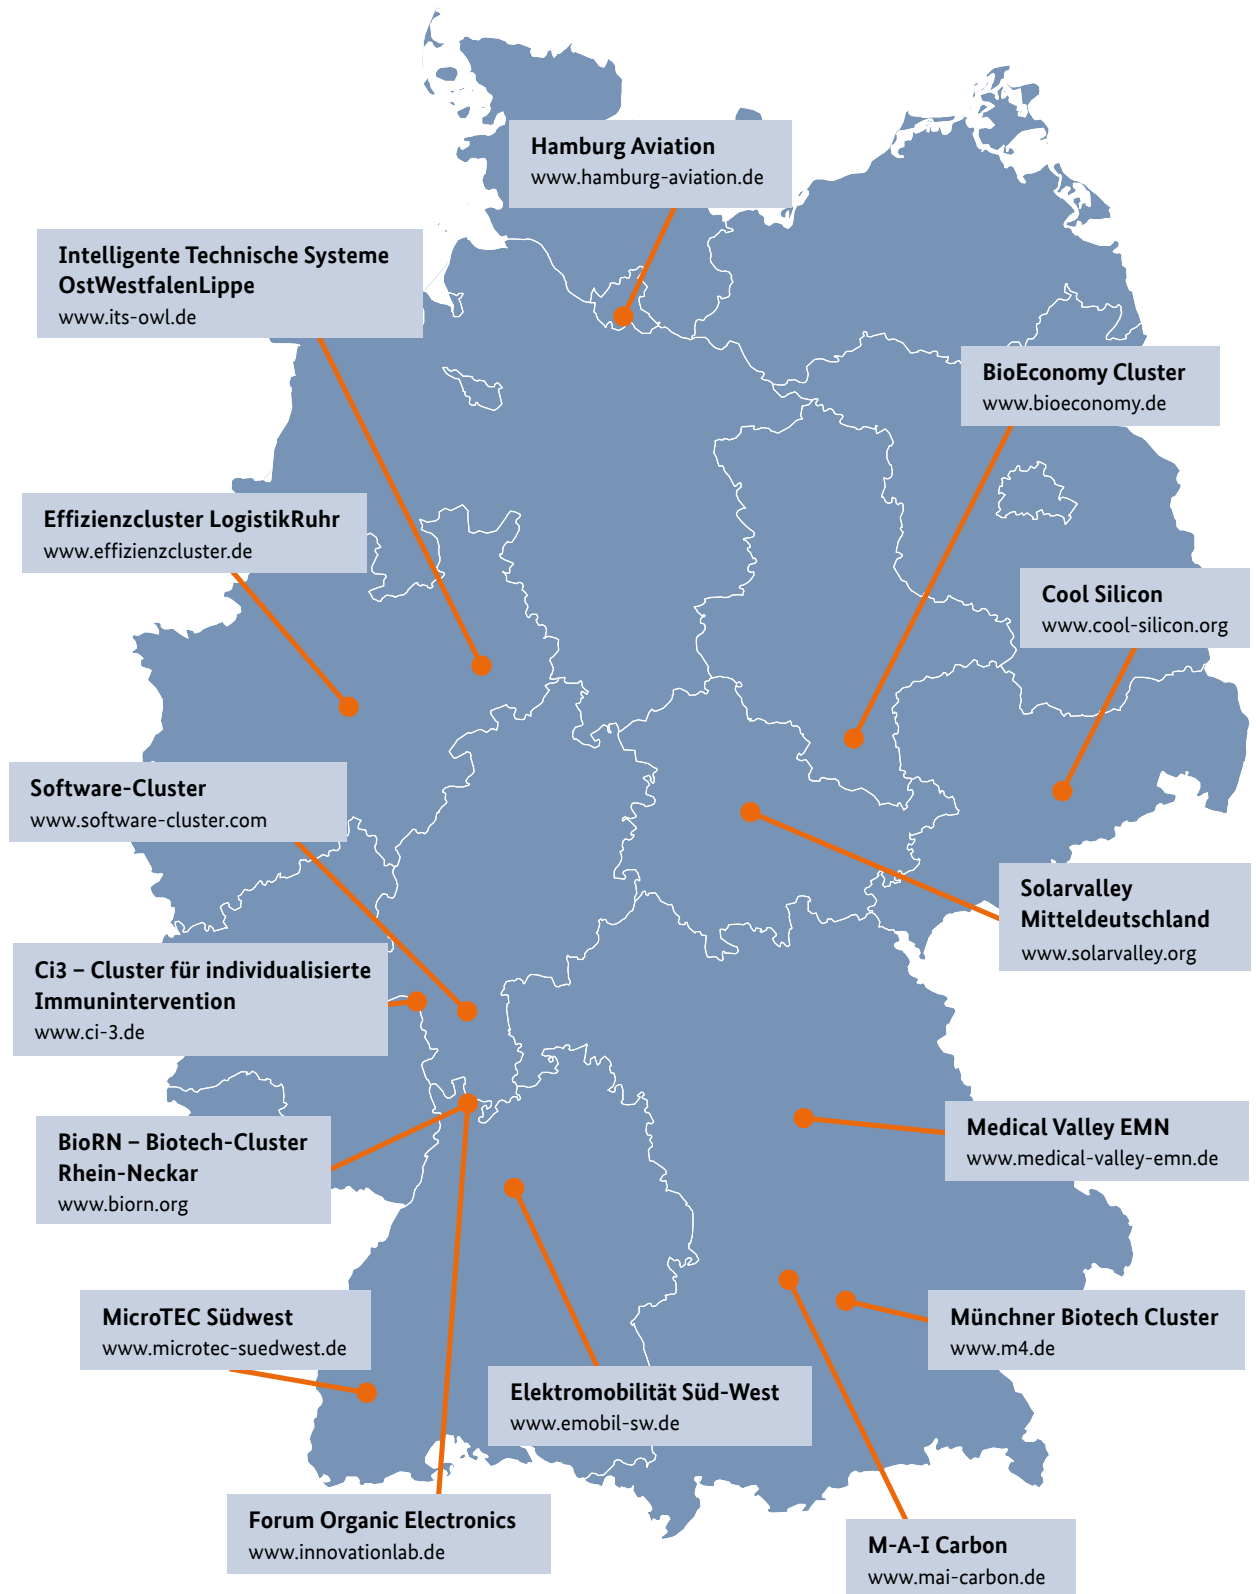 Hamburg Aviation
www.hamburg-aviation.de
Intelligente Technische Systeme
OstWestfalenLippe
www.its-owl.de
BioEconomy Cluster
www.bioeconomy.de
Effizienzcluster LogistikRuhr
www.effizienzcluster.de
Cool Silicon
www.cool-silicon.org
Software-Cluster
www.software-cluster.com
Solarvalley
Mitteldeutschland
www.solarvalley.org
Ci3 – Cluster für individualisierte
Immunintervention
www.ci-3.de
BioRN – Biotech-Cluster
Rhein-Neckar
www.biorn.org
Medical Valley EMN
www.medical-valley-emn.de
MicroTEC Südwest
www.microtec-suedwest.de
Münchner Biotech Cluster
www.m4.de
Elektromobilität Süd-West
www.emobil-sw.de
Forum Organic Electronics
www.innovationlab.de
M-A-I Carbon
www.mai-carbon.de